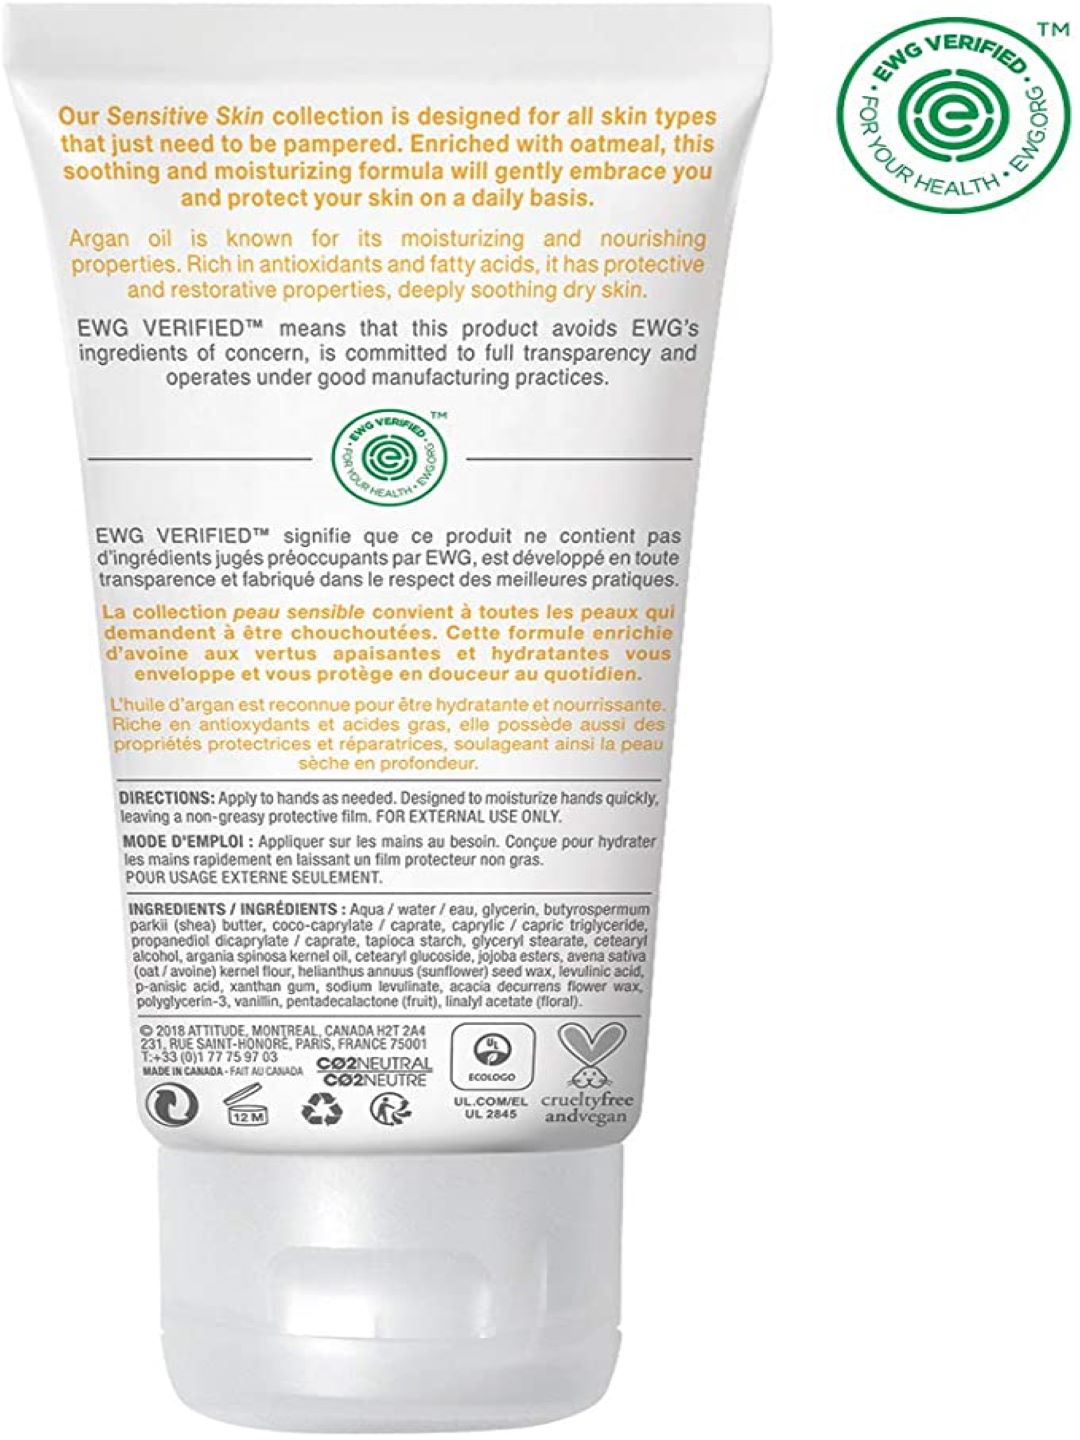 Our Sensitive Skin collection is designed for all skin types
that just need to be pampered. Enriched with oatmeal, this
soothing and moisturizing formula will gently embrace you
and protect your skin on a daily basis.
Argan oil is known for its moisturizing and nourishing
properties. Rich in antioxidants and fatty acids, it has protective
and restorative properties, deeply soothing dry skin.
EWG VERIFIED™ means that this product avoids EWG's
ingredients of concern, is committed to full transparency and
operates under good manufacturing practices.
• EWG VERIFIED • TM
FOR YOUR HEALTH • EWG.ORG
EWG VERIFIED™ signifie que ce produit ne contient pas
d'ingrédients jugés préoccupants par EWG, est développé en toute
transparence et fabriqué dans le respect des meilleures pratiques.
La collection peau sensible convient à toutes les peaux qui
demandent à être chouchoutées. Cette formule enrichie
d'avoine aux vertus apaisantes et hydratantes vous
enveloppe et vous protège en douceur au quotidien.
L'huile d'argan est reconnue pour être hydratante et nourrissante.
Riche en antioxydants et acides gras, elle possède aussi des
propriétés protectrices et réparatrices, soulageant ainsi la peau
sèche en profondeur.
DIRECTIONS: Apply to hands as needed. Designed to moisturize hands quickly,
leaving a non-greasy protective film. FOR EXTERNAL USE ONLY.
MODE D'EMPLOI : Appliquer sur les mains au besoin. Conçue pour hydrater
les mains rapidement en laissant un film protecteur non gras.
POUR USAGE EXTERNE SEULEMENT.
INGREDIENTS / INGRÉDIENTS : Aqua / water / eau, glycerin, butyrospermum
parkii (shea) butter, coco-caprylate / caprate, caprylic / capric triglyceride,
propanediol dicaprylate / caprate, tapioca starch, glyceryl stearate, cetearyl
alcohol, argania spinosa kernel oil, cetearyl glucoside, jojoba esters, avena sativa
(oat / avoine) kernel flour, helianthus annuus (sunflower) seed wax, levulinic acid,
p-anisic acid, xanthan gum, sodium levulinate, acacia decurrens flower wax,
polyglycerin-3, vanillin, pentadecalactone (fruit), linalyl acetate (floral).
© 2018 ATTITUDE, MONTREAL, CANADA H2T 2A4
231, RUE SAINT-HONORÉ, PARIS, FRANCE 75001
T:+33 (0)1 77 75 97 03
MADE IN CANADA - FAIT AU CANADA
CØ2NEUTRAL
CØ2NEUTRE
12 M
UL
ECOLOGO
UL.COM/EL
UL 2845
crueltyfree
andvegan
• EWG VERIFIED • TM
FOR YOUR HEALTH • EWG.ORG